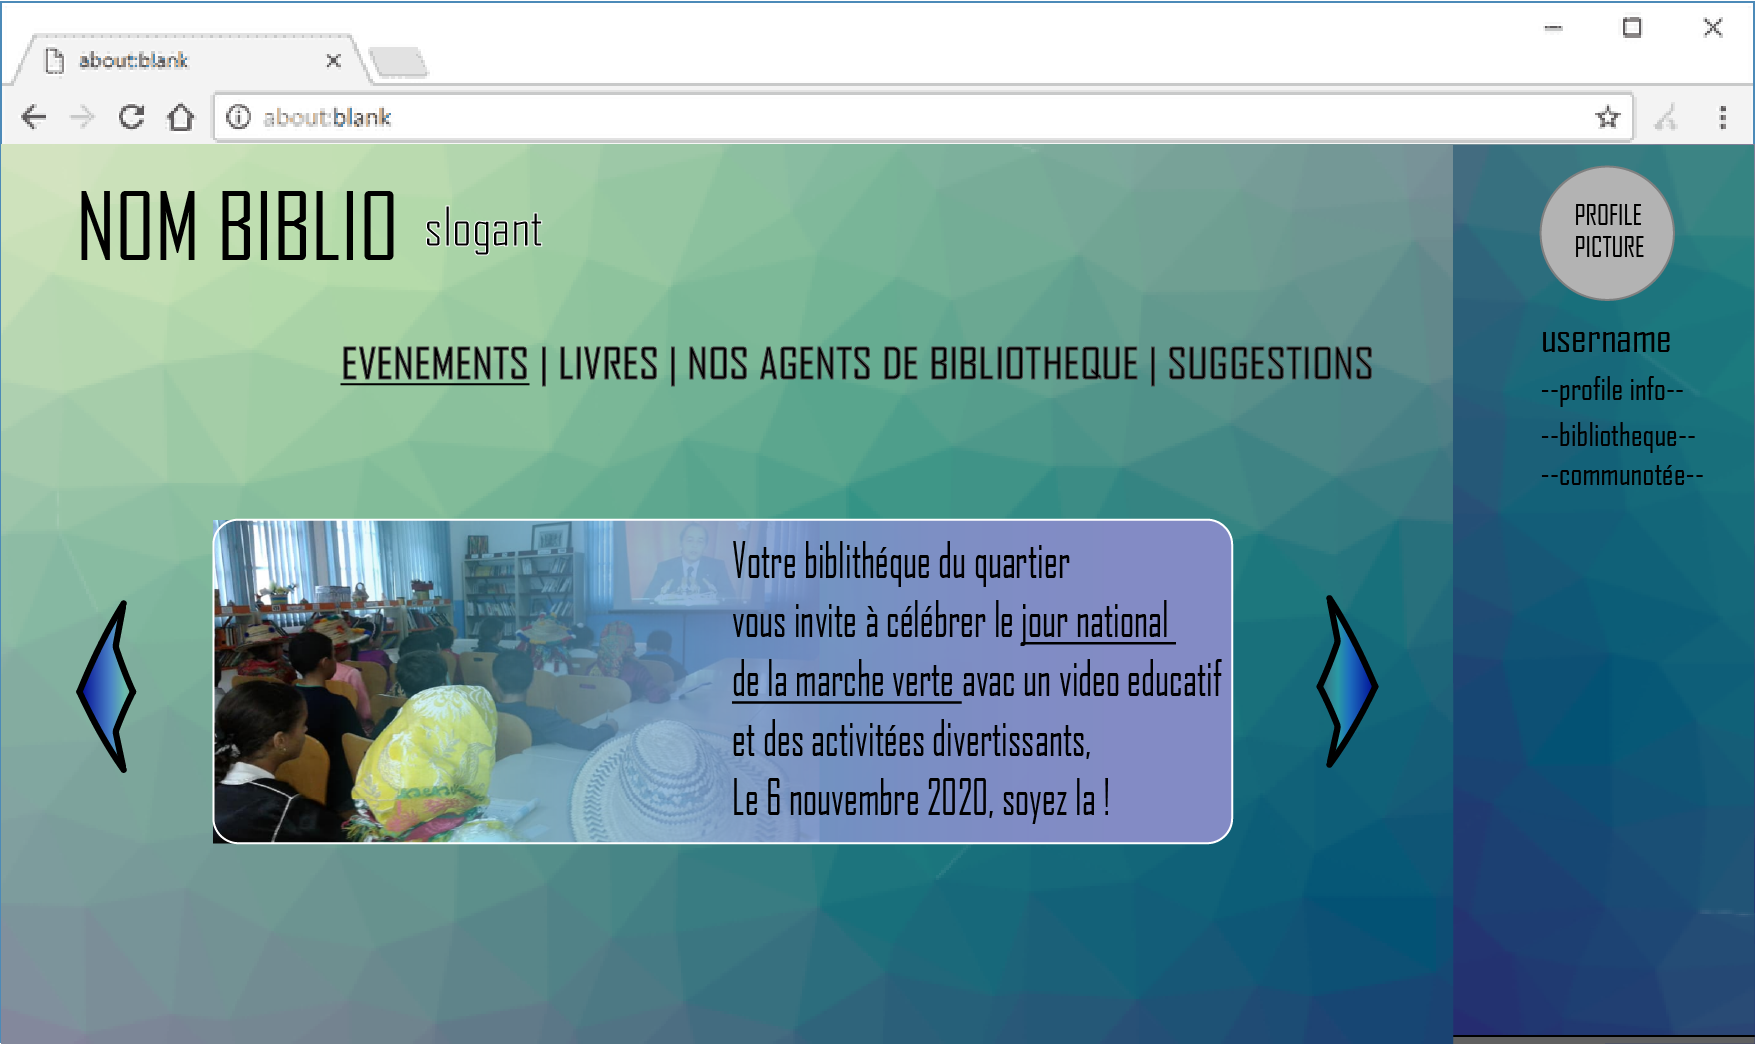 about:blank
about:blank
NOM BIBLIO slogant
EVENEMENTS | LIVRES | NOS AGENTS DE BIBLIOTHEQUE | SUGGESTIONS
Votre biblithéque du quartier
vous invite à célébrer le jour national
de la marche verte avac un video educatif
et des activitées divertissants,
Le 6 nouvembre 2020, soyez la !
PROFILE
PICTURE
username
--profile info--
--bibliotheque--
--communotée--